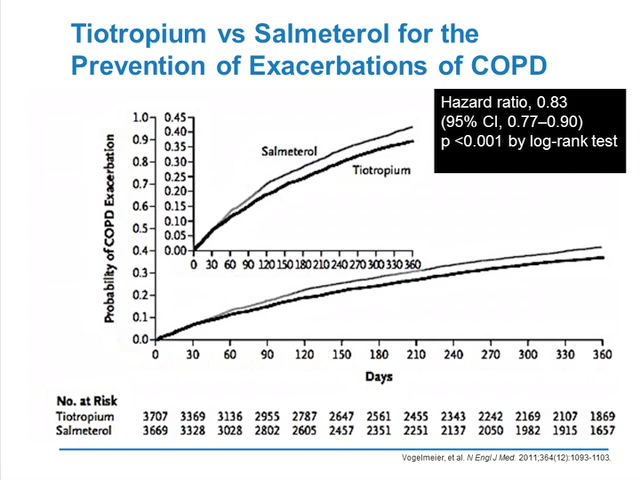 Tiotropium vs Salmeterol for the
Prevention of Exacerbations of COPD
Hazard ratio, 0.83
(95% CI, 0.77–0.90)
p <0.001 by log-rank test
Probability of COPD Exacerbation
1.0
0.9
0.8
0.7
0.6
0.5
0.4
0.3
0.2
0.1
0.0
0.45
0.40
0.35
0.30
0.25
0.20
0.15
0.10
0.05
0.00
Salmeterol
Tiotropium
0 30 60 90 120 150 180 210 240 270 300 330 360
0 30 60 90 120 150 180 210 240 270 300 330 360
Days
No. at Risk
Tiotropium 3707 3369 3136 2955 2787 2647 2561 2455 2343 2242 2169 2107 1869
Salmeterol 3669 3328 3028 2802 2605 2457 2351 2251 2137 2050 1982 1915 1657
Vogelmeier, et al. N Engl J Med. 2011;364(12):1093-1103.